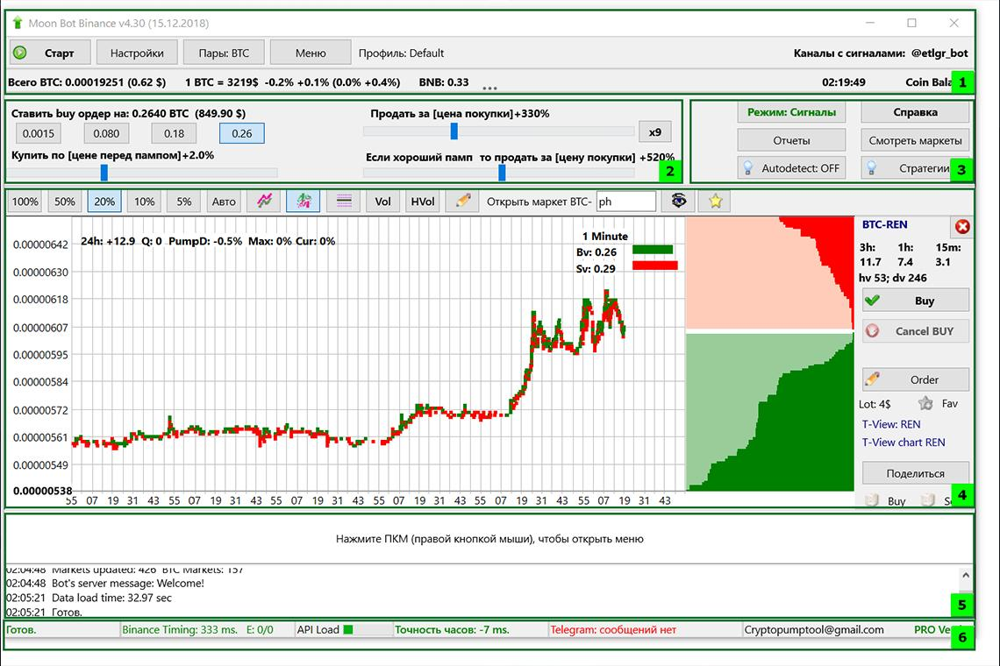 Moon Bot Binance v4.30 (15.12.2018)
Старт Настройки Пары: BTC Меню Профиль: Default Каналы с сигналами: @etlgr_bot
Всего BTC: 0.00019251 (0.62 $) 1 BTC = 3219$ -0.2% +0.1% (0.0% +0.4%) BNB: 0.33 ... 02:19:49 Coin Bala 1
Ставить buy ордер на: 0.2640 BTC (849.90 $)
0.0015 0.080 0.18 0.26
Купить по [цене перед пампом]+2.0%
Продать за [цена покупки]+330%
x9
Если хороший памп то продать за [цену покупки] +520%
2
Режим: Сигналы Справка
Отчеты Смотреть маркеты
Autodetect: OFF Стратегии 3
100% 50% 20% 10% 5% Авто Vol HVol Открыть маркет BTC- ph
24h: +12.9 Q: 0 PumpD: -0.5% Max: 0% Cur: 0%
1 Minute
Bv: 0.26
Sv: 0.29
0.00000642
0.00000630
0.00000618
0.00000607
0.00000595
0.00000584
0.00000572
0.00000561
0.00000549
0.00000538
55 07 19 31 43 55 07 19 31 43 55 07 19 31 43 55 07 19 31 43 55 07 19 31 43 55 07 19 31 43
BTC-REN
3h: 1h: 15m:
11.7 7.4 3.1
hv 53; dv 246
Buy
Cancel BUY
Order
Lot: 4$ Fav
T-View: REN
T-View chart REN
Поделиться
4
Buy
Нажмите ПКМ (правой кнопкой мыши), чтобы открыть меню
02:04:48 Markets updated: 426 BTC Markets: 157
02:04:48 Bot's server message: Welcome!
02:05:21 Data load time: 32.97 sec
02:05:21 Готов.
5
Готов. Binance Timing: 333 ms. E: 0/0 API Load Точность часов: -7 ms. Telegram: сообщений нет Cryptopumptool@gmail.com PRO Ve 6